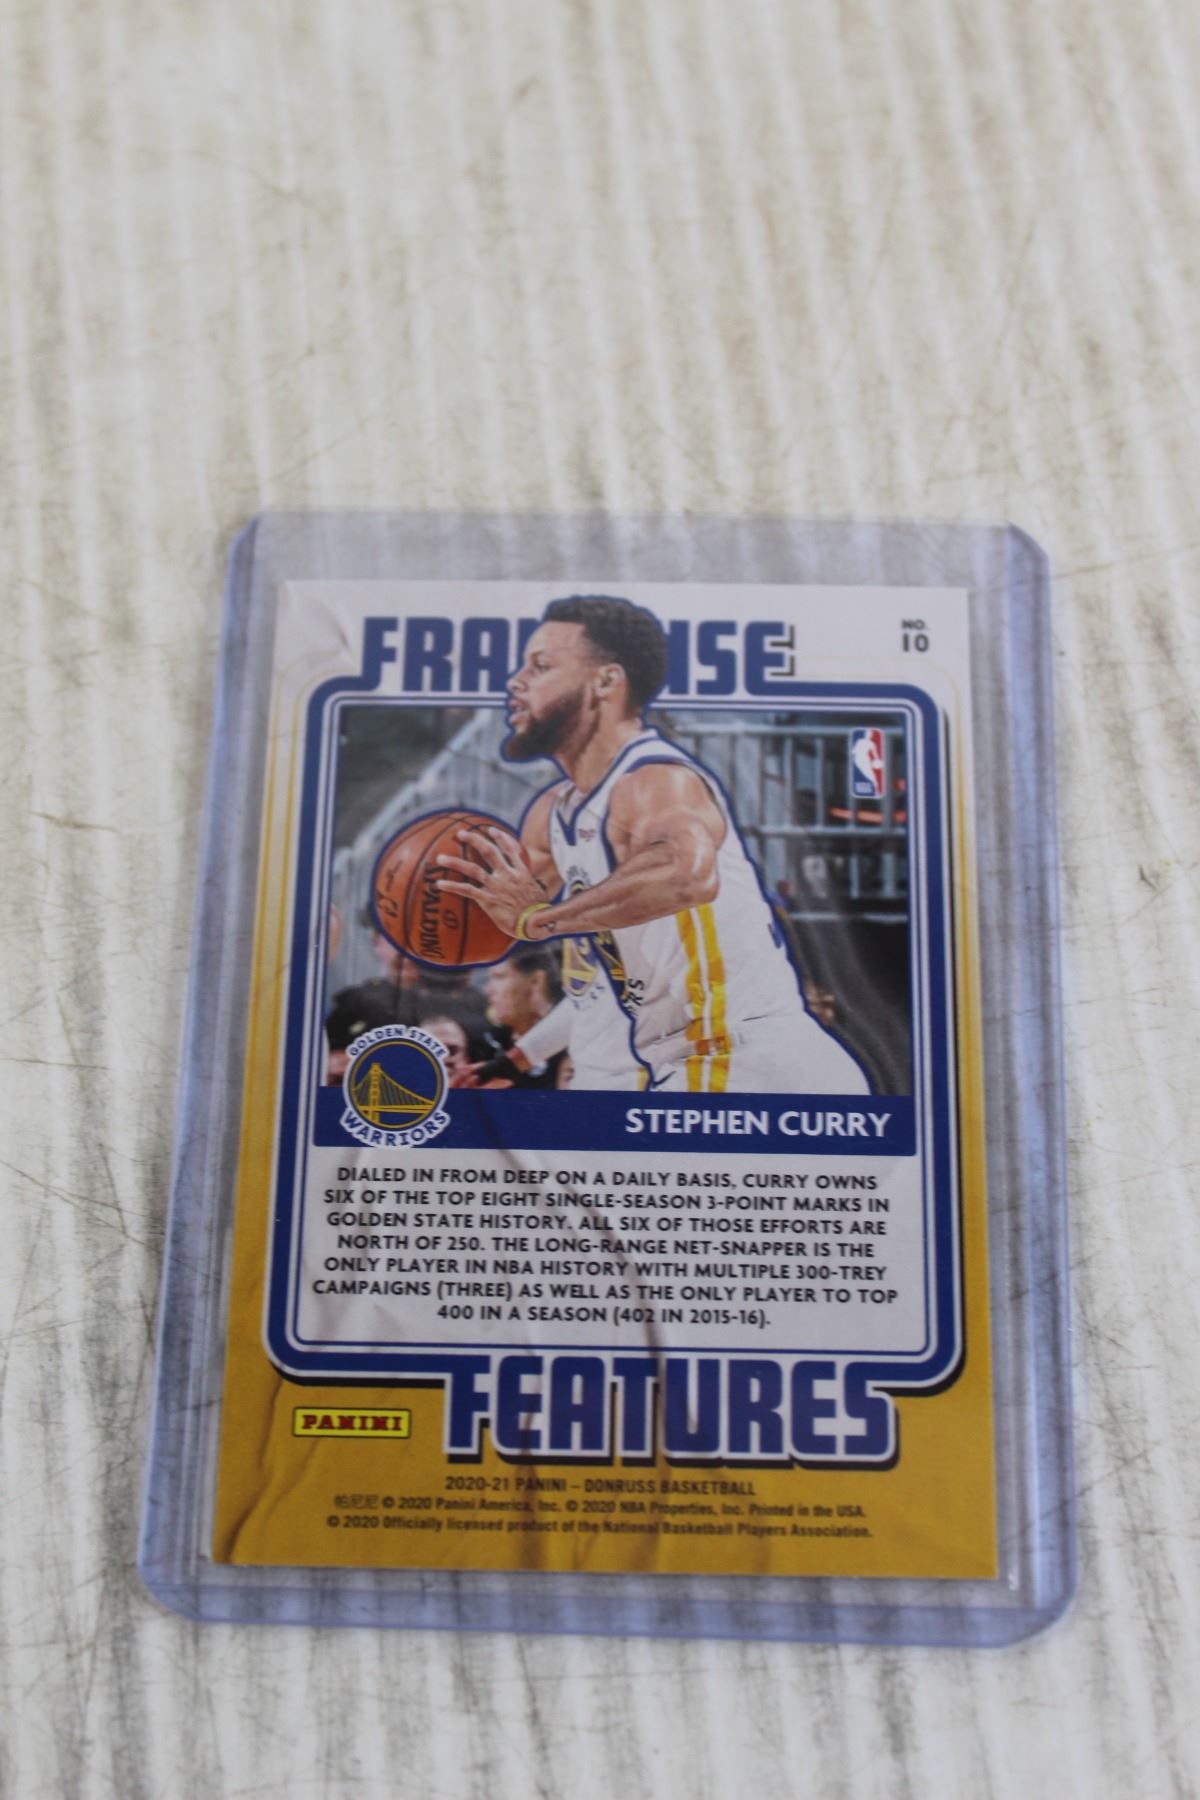 FRANCHISE
NO.
10
SPALDING
GOLDEN STATE
WARRIORS
STEPHEN CURRY
DIALED IN FROM DEEP ON A DAILY BASIS, CURRY OWNS
SIX OF THE TOP EIGHT SINGLE-SEASON 3-POINT MARKS IN
GOLDEN STATE HISTORY. ALL SIX OF THOSE EFFORTS ARE
NORTH OF 250. THE LONG-RANGE NET-SNAPPER IS THE
ONLY PLAYER IN NBA HISTORY WITH MULTIPLE 300-TREY
CAMPAIGNS (THREE) AS WELL AS THE ONLY PLAYER TO TOP
400 IN A SEASON (402 IN 2015-16).
FEATURES
PANINI
2020-21 PANINI – DONRUSS BASKETBALL
帕尼尼 © 2020 Panini America, Inc. © 2020 NBA Properties, Inc. Printed in the USA.
© 2020 Officially licensed product of the National Basketball Players Association.